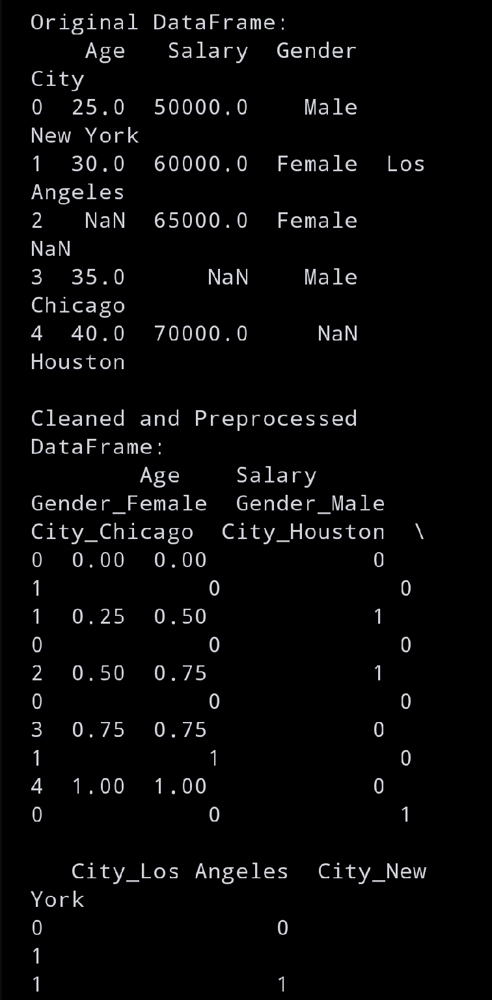 Original DataFrame:
    Age   Salary  Gender
City
0  25.0  50000.0    Male
New York
1  30.0  60000.0  Female  Los
Angeles
2   NaN  65000.0  Female
NaN
3  35.0      NaN    Male
Chicago
4  40.0  70000.0     NaN
Houston

Cleaned and Preprocessed
DataFrame:
        Age    Salary
Gender_Female  Gender_Male
City_Chicago  City_Houston  \
0  0.00  0.00            0
1            0             0
1  0.25  0.50            1
0            0             0
2  0.50  0.75            1
0            0             0
3  0.75  0.75            0
1            1             0
4  1.00  1.00            0
0            0             1

   City_Los Angeles  City_New
York
0                 0
1
1                 1